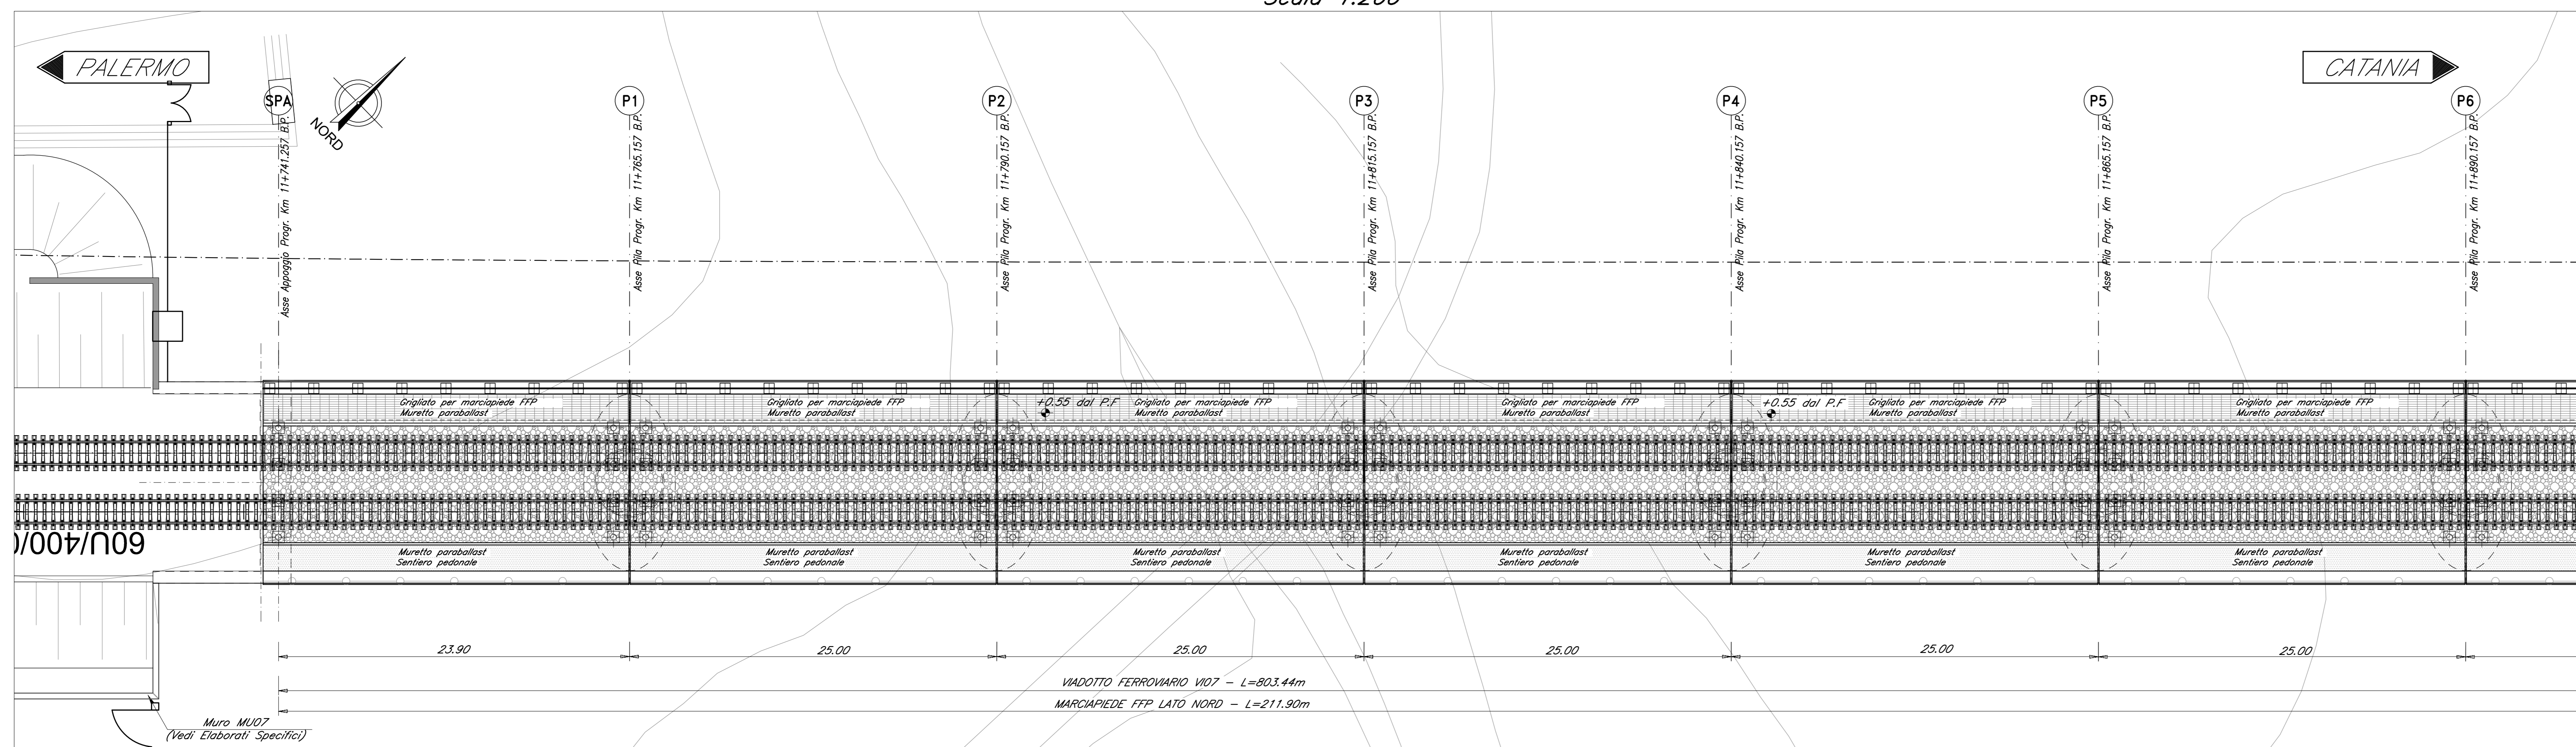 Scala 1:200
PALERMO
CATANIA
NORD
SPA
P1
P2
P3
P4
P5
P6
Asse Appoggio Progr. Km 11+741.257 B.P.
Asse Pila Progr. Km 11+765.157 B.P.
Asse Pila Progr. Km 11+790.157 B.P.
Asse Pila Progr. Km 11+815.157 B.P.
Asse Pila Progr. Km 11+840.157 B.P.
Asse Pila Progr. Km 11+865.157 B.P.
Asse Pila Progr. Km 11+890.157 B.P.
Grigliato per marciapiede FFP
Muretto paraballast
Grigliato per marciapiede FFP
Muretto paraballast
+0.55 dal P.F
Grigliato per marciapiede FFP
Muretto paraballast
Grigliato per marciapiede FFP
Muretto paraballast
+0.55 dal P.F
Grigliato per marciapiede FFP
Muretto paraballast
Grigliato per marciapiede FFP
Muretto paraballast
60U/400/
Muretto paraballast
Sentiero pedonale
Muretto paraballast
Sentiero pedonale
Muretto paraballast
Sentiero pedonale
Muretto paraballast
Sentiero pedonale
Muretto paraballast
Sentiero pedonale
Muretto paraballast
Sentiero pedonale
23.90
25.00
25.00
25.00
25.00
25.00
VIADOTTO FERROVIARIO VI07 - L=803.44m
MARCIAPIEDE FFP LATO NORD - L=211.90m
Muro MU07
(Vedi Elaborati Specifici)